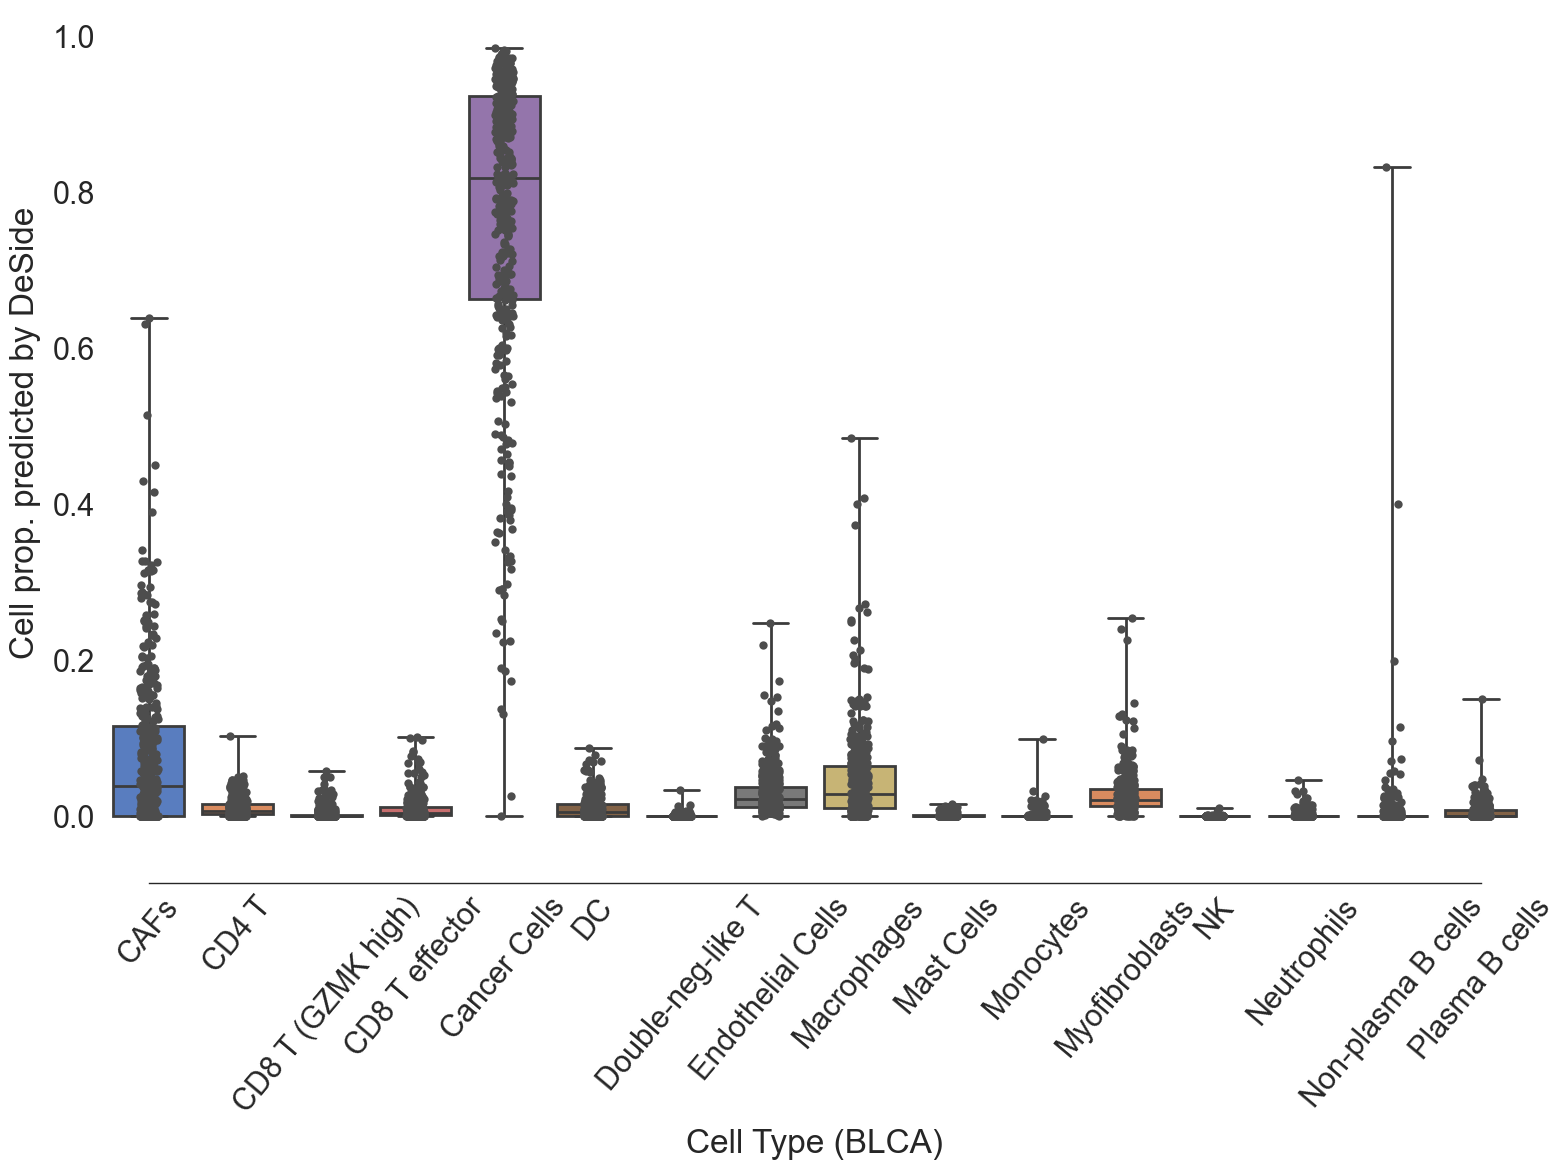 Cell prop. predicted by DeSide
1.0
0.8
0.6
0.4
0.2
0.0
CAFs
CD4 T
CD8 T (GZMK high)
CD8 T effector
Cancer Cells
DC
Double-neg-like T
Endothelial Cells
Macrophages
Mast Cells
Monocytes
Myofibroblasts
NK
Neutrophils
Non-plasma B cells
Plasma B cells
Cell Type (BLCA)